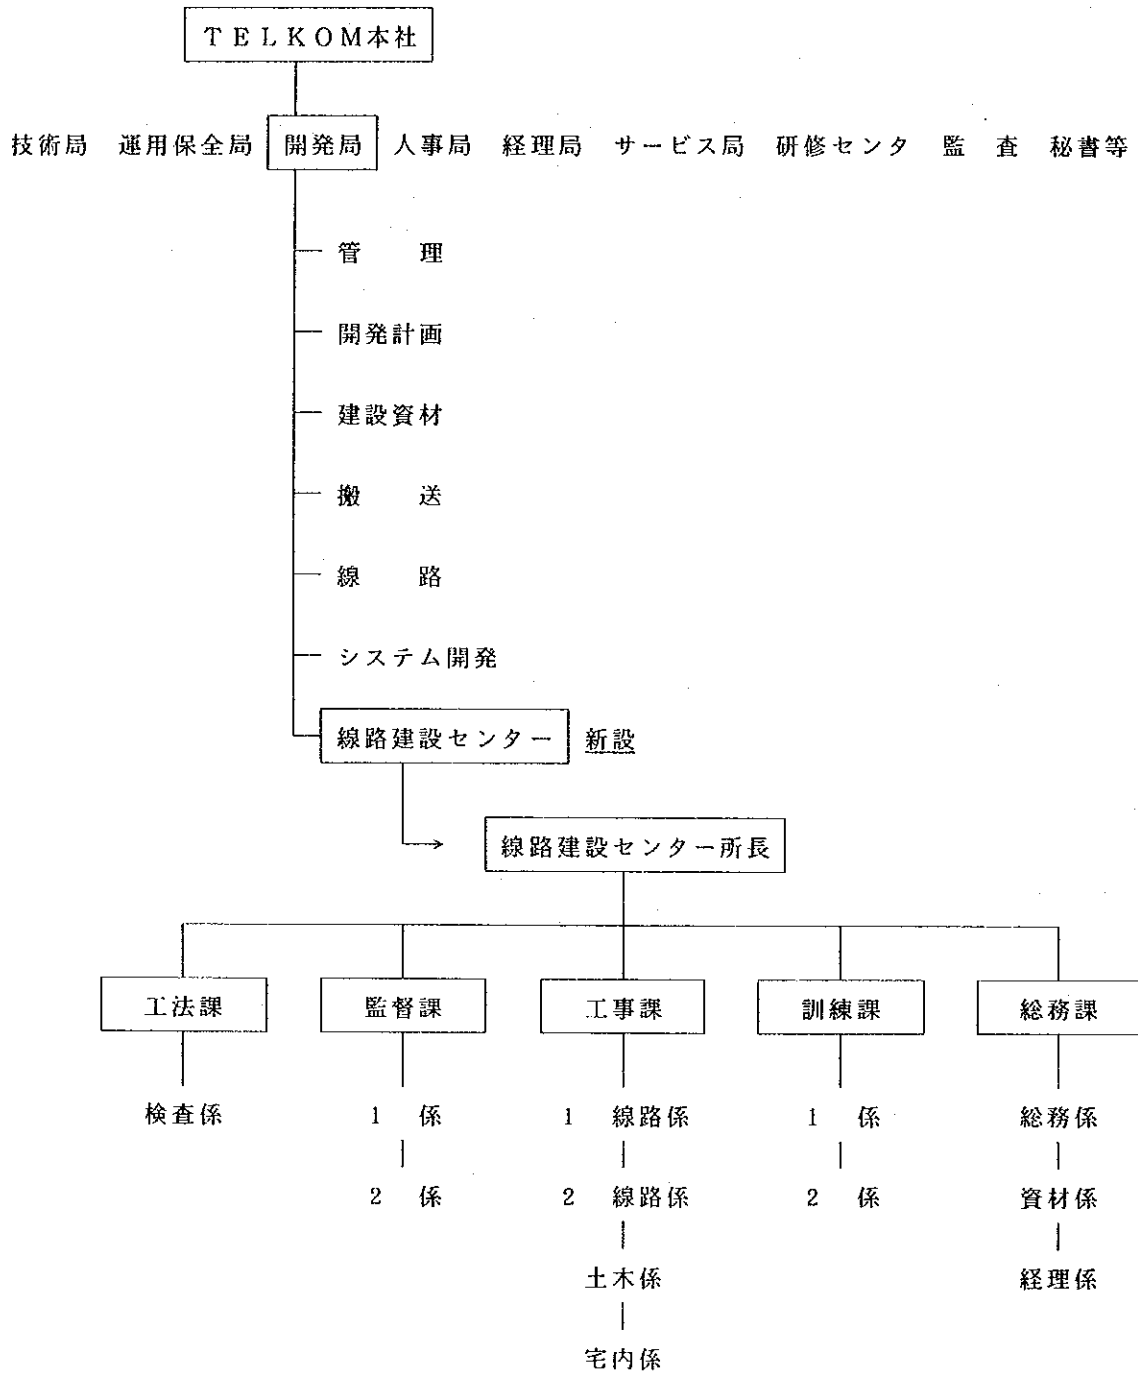 TELKOM本社
技術局 運用保全局 開発局 人事局 経理局 サービス局 研修センタ 監 査 秘書等
管 理
開発計画
建設資材
搬 送
線 路
システム開発
線路建設センター 新設
線路建設センター所長
工法課 監督課 工事課 訓練課 総務課
検査係 1 係 1 線路係 1 係 総務係
2 係 2 線路係 2 係 資材係
土木係 経理係
宅内係